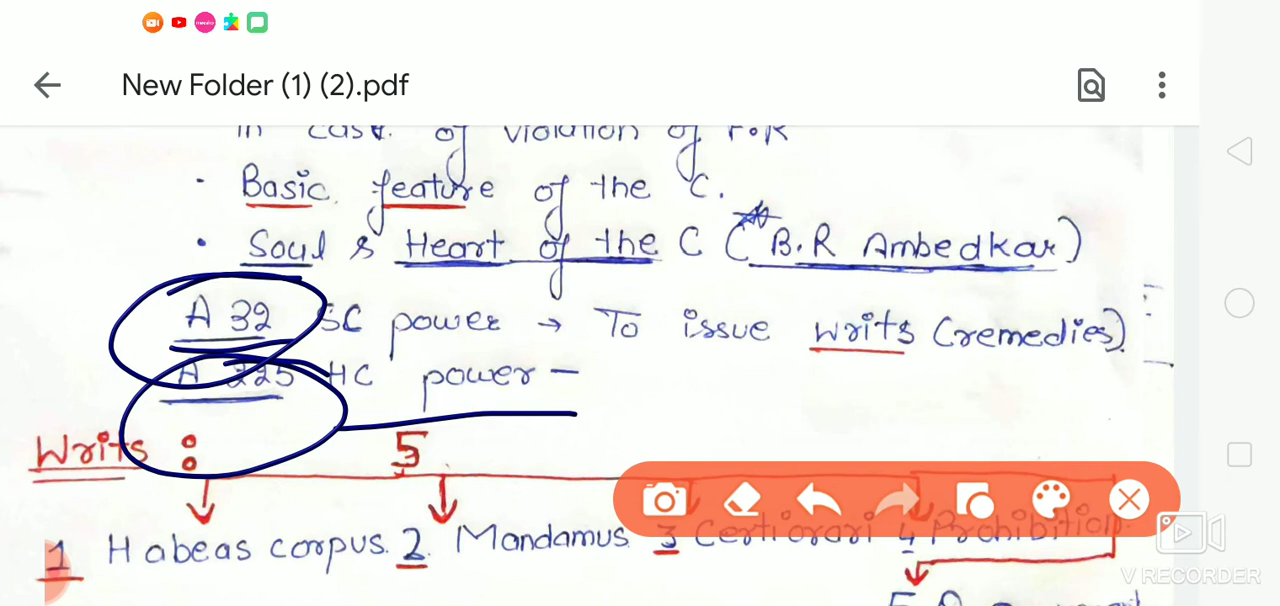 New Folder (1) (2).pdf
in case of violation of F.R
· Basic feature of the C.
• Soul & Heart of the C (B.R Ambedkar)
A 32 SC power → To issue writs (remedies).
A 225 HC power —
Writs : 5
1 Habeas corpus. 2. Mandamus 3 Certiorari 4 Prohibition
5
V RECORDER